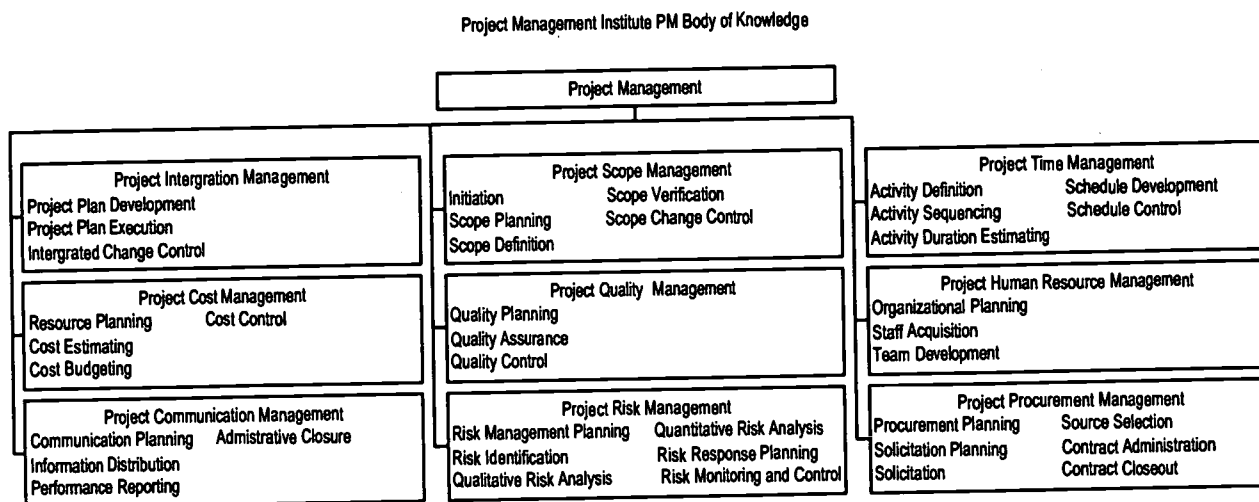 Project Management Institute PM Body of Knowledge
Project Management
Project Intergration Management
Project Plan Development
Project Plan Execution
Intergrated Change Control
Project Scope Management
Initiation Scope Verification
Scope Planning Scope Change Control
Scope Definition
Project Time Management
Activity Definition Schedule Development
Activity Sequencing Schedule Control
Activity Duration Estimating
Project Cost Management
Resource Planning Cost Control
Cost Estimating
Cost Budgeting
Project Quality Management
Quality Planning
Quality Assurance
Quality Control
Project Human Resource Management
Organizational Planning
Staff Acquisition
Team Development
Project Communication Management
Communication Planning Admistrative Closure
Information Distribution
Performance Reporting
Project Risk Management
Risk Management Planning Quantitative Risk Analysis
Risk Identification Risk Response Planning
Qualitative Risk Analysis Risk Monitoring and Control
Project Procurement Management
Procurement Planning Source Selection
Solicitation Planning Contract Administration
Solicitation Contract Closeout